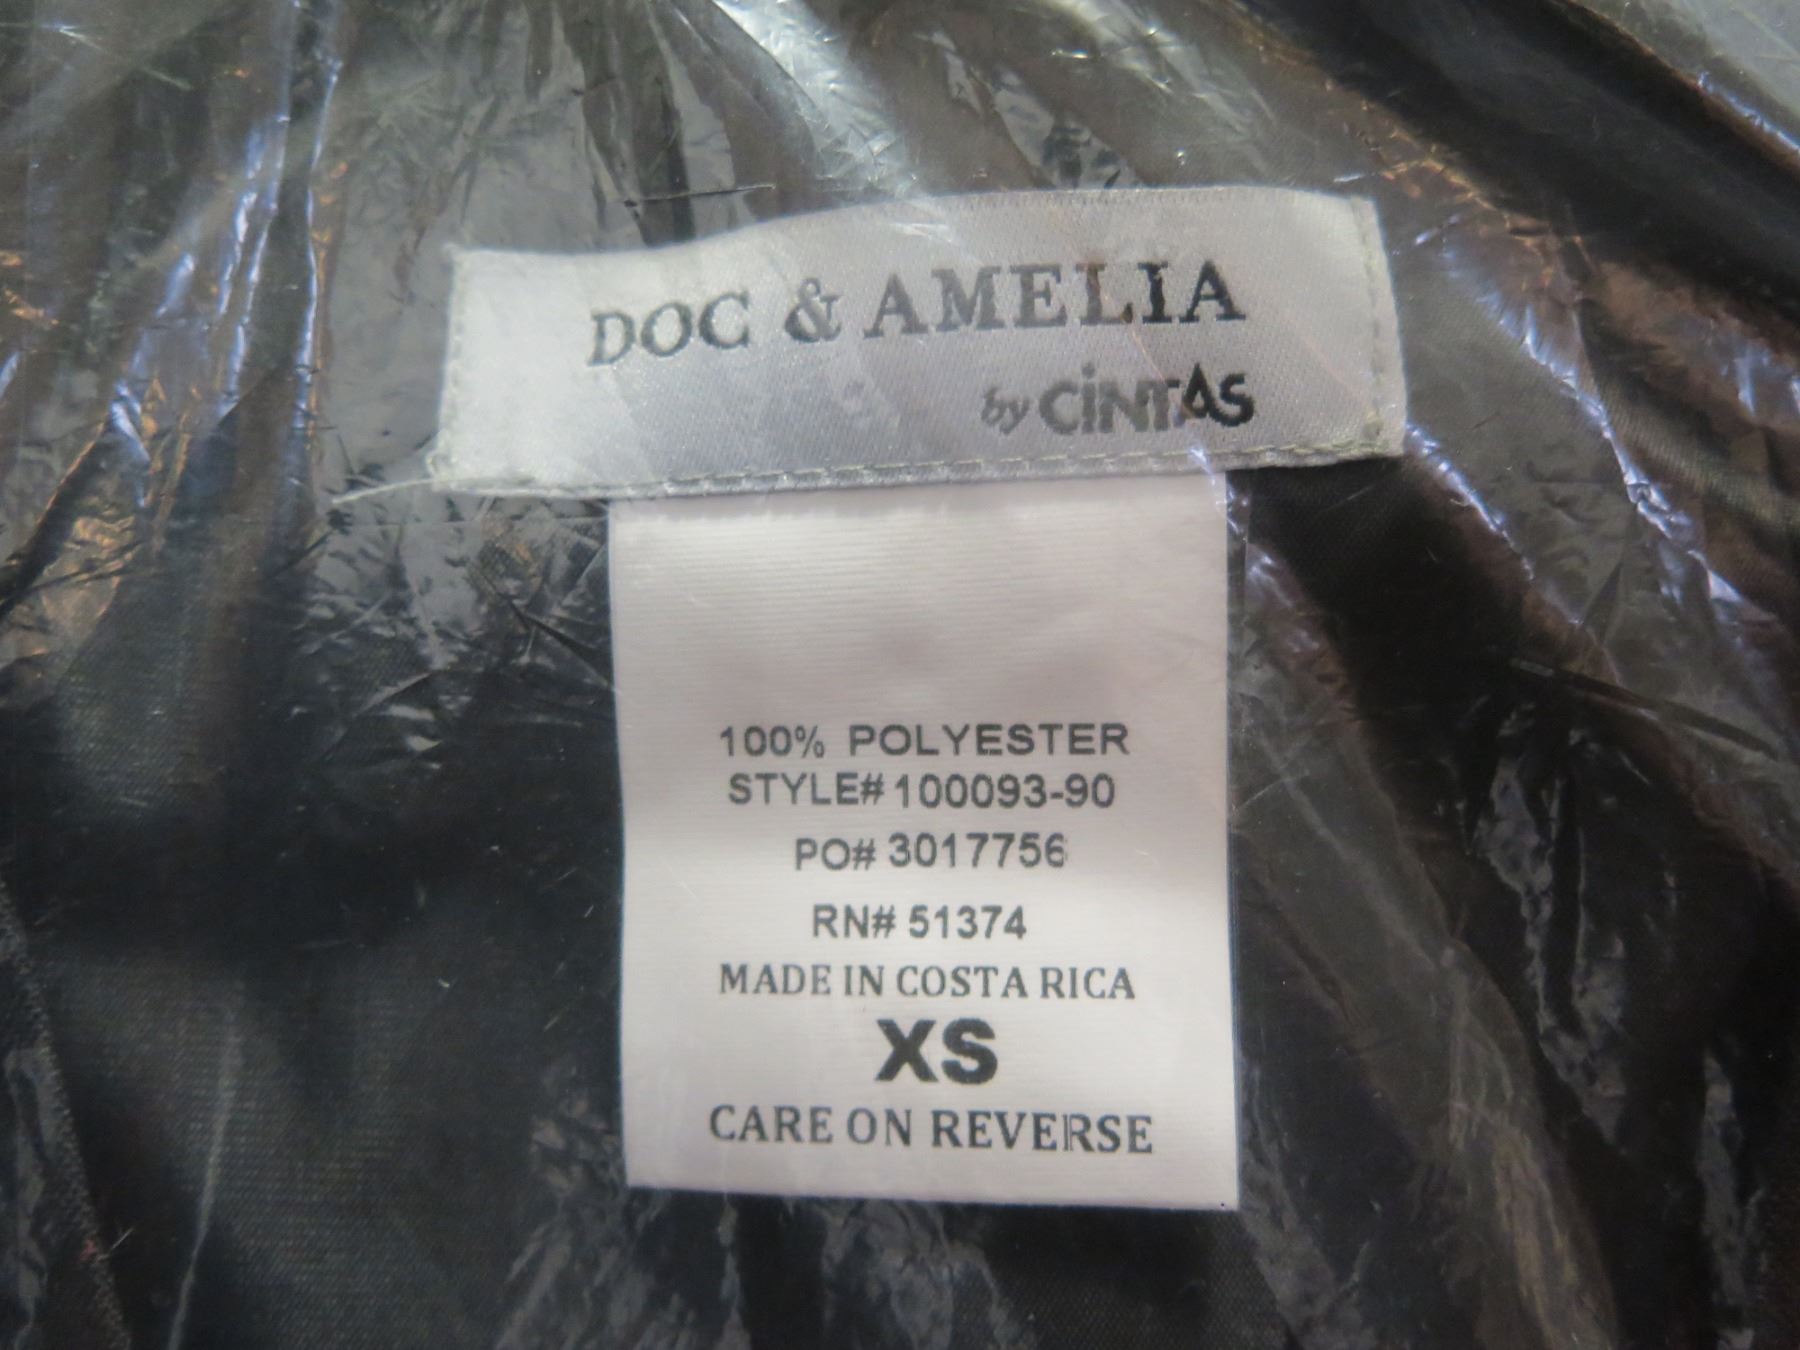 DOC & AMELIA
by CiNTAS
100% POLYESTER
STYLE# 100093-90
PO# 3017756
RN# 51374
MADE IN COSTA RICA
XS
CARE ON REVERSE